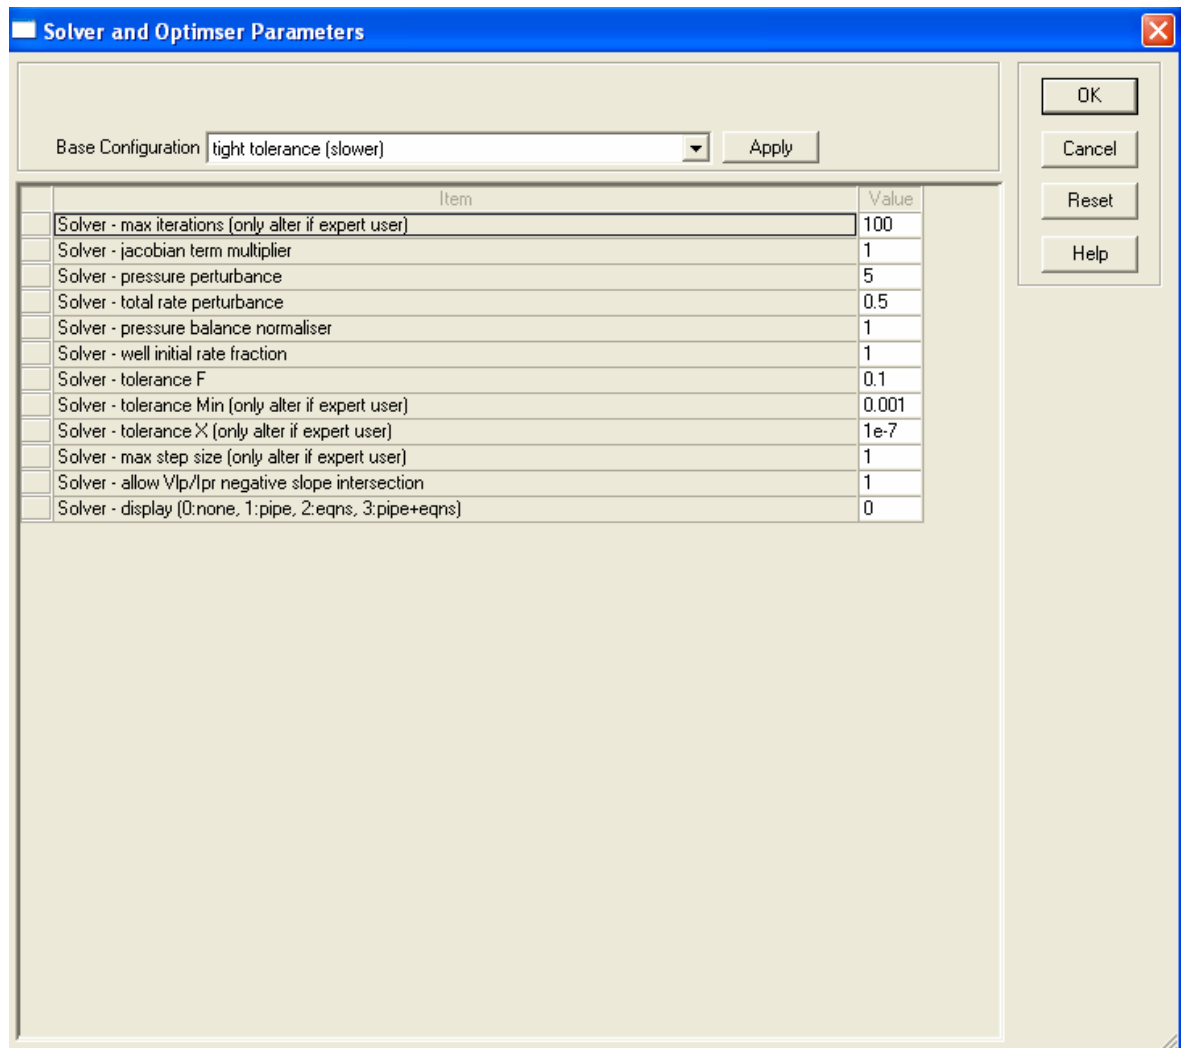 Solver and Optimser Parameters
OK
Base Configuration tight tolerance (slower) Apply
Cancel
Reset
Help
Item Value
Solver - max iterations (only alter if expert user) 100
Solver - jacobian term multiplier 1
Solver - pressure perturbance 5
Solver - total rate perturbance 0.5
Solver - pressure balance normaliser 1
Solver - well initial rate fraction 1
Solver - tolerance F 0.1
Solver - tolerance Min (only alter if expert user) 0.001
Solver - tolerance X (only alter if expert user) 1e-7
Solver - max step size (only alter if expert user) 1
Solver - allow Vlp/Ipr negative slope intersection 1
Solver - display (0:none, 1:pipe, 2:eqns, 3:pipe+eqns) 0